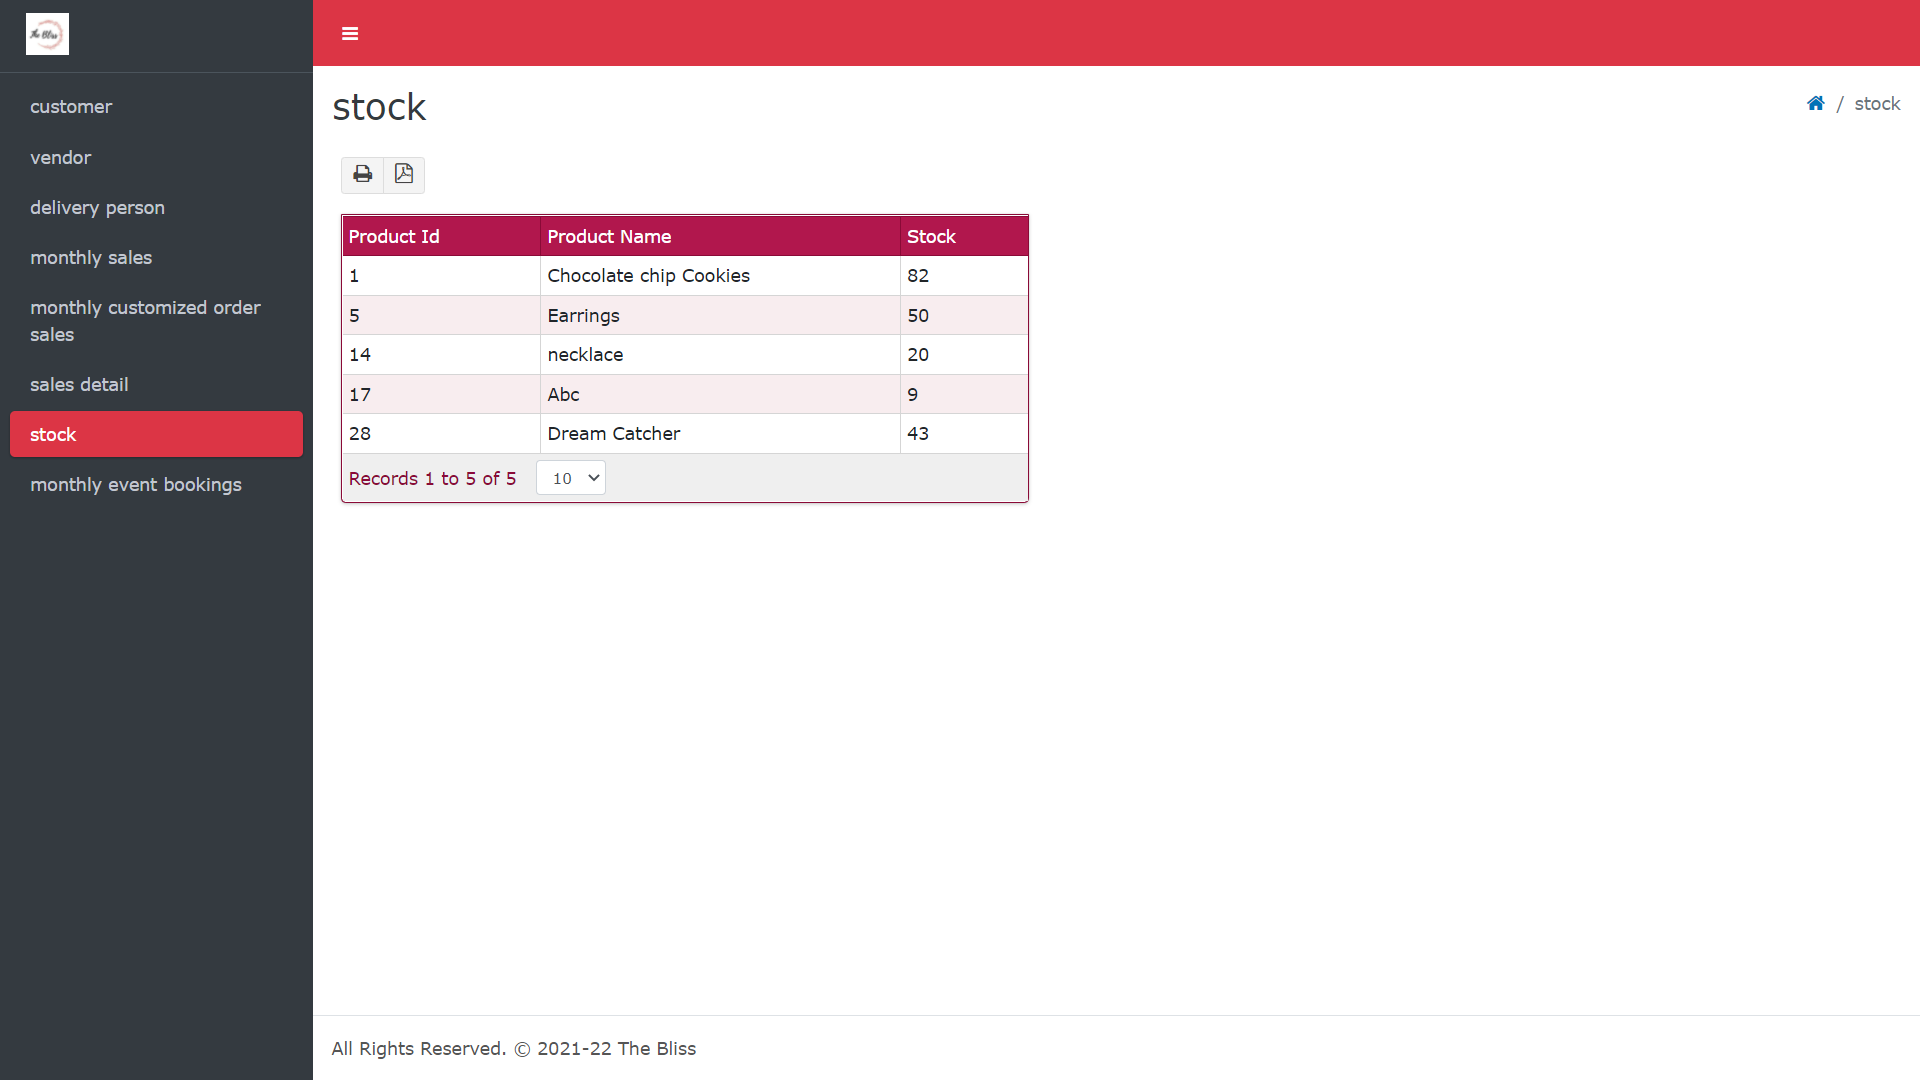 The Bliss
customer
vendor
delivery person
monthly sales
monthly customized order
sales
sales detail
stock
monthly event bookings
stock
/ stock
Product Id Product Name Stock
1 Chocolate chip Cookies 82
5 Earrings 50
14 necklace 20
17 Abc 9
28 Dream Catcher 43
Records 1 to 5 of 5 10
All Rights Reserved. © 2021-22 The Bliss